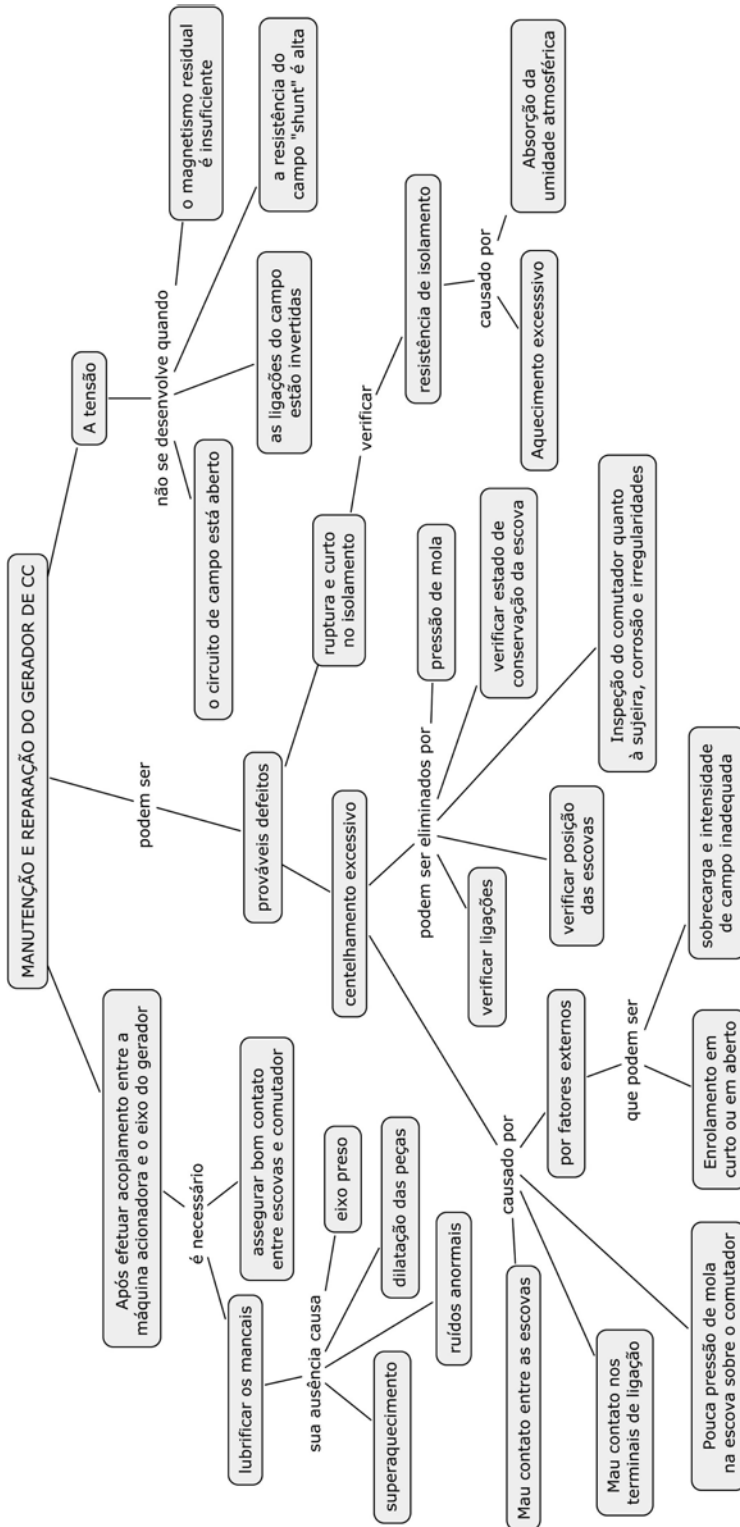 MANUTENÇÃO E REPARAÇÃO DO GERADOR DE CC
Após efetuar acoplamento entre a
máquina acionadora e o eixo do gerador
é necessário
lubrificar os mancais
assegurar bom contato
entre escovas e comutador
sua ausência causa
superaquecimento
ruídos anormais
dilatação das peças
eixo preso
podem ser
prováveis defeitos
centelhamento excessivo
ruptura e curto
no isolamento
causado por
Mau contato entre as escovas
Mau contato nos
terminais de ligação
Pouca pressão de mola
na escova sobre o comutador
por fatores externos
que podem ser
Enrolamento em
curto ou em aberto
sobrecarga e intensidade
de campo inadequada
podem ser eliminados por
verificar ligações
verificar posição
das escovas
Inspeção do comutador quanto
à sujeira, corrosão e irregularidades
verificar estado de
conservação da escova
pressão de mola
verificar
resistência de isolamento
causado por
Aquecimento excesssivo
Absorção da
umidade atmosférica
A tensão
não se desenvolve quando
o circuito de campo está aberto
as ligações do campo
estão invertidas
a resistência do
campo "shunt" é alta
o magnetismo residual
é insuficiente